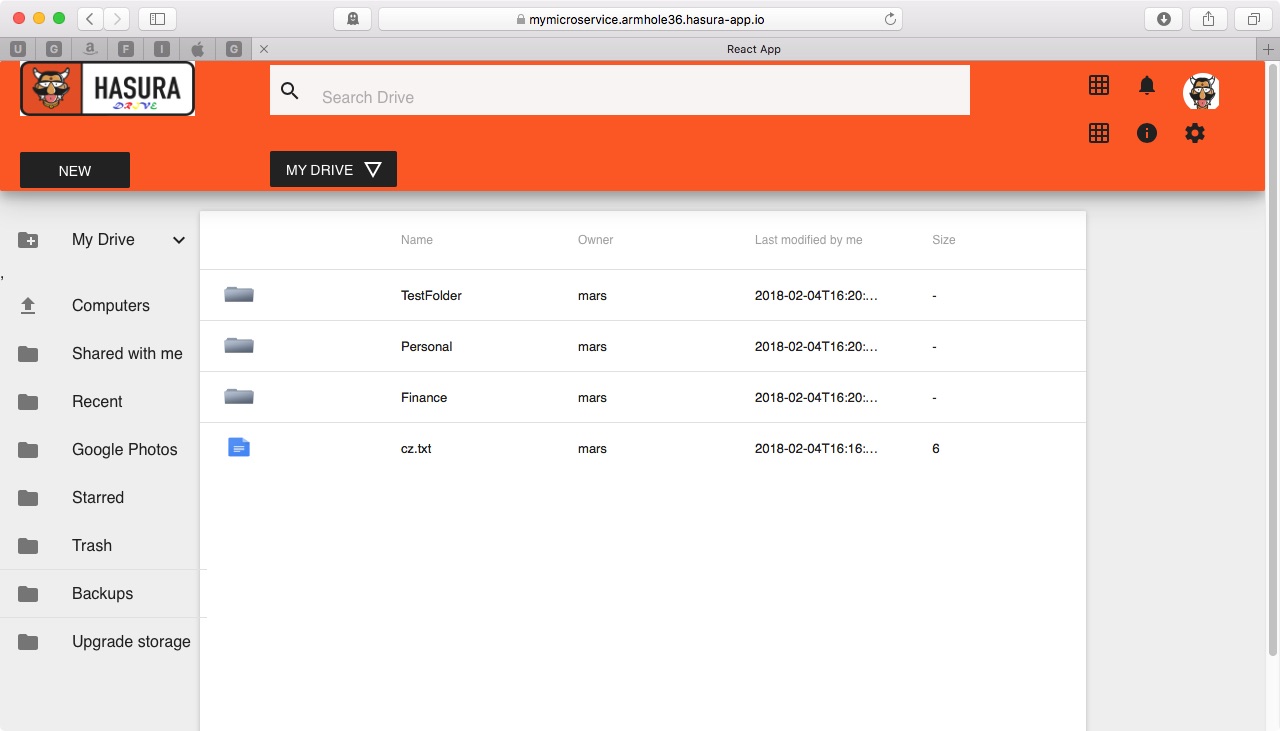 mymicroservice.armhole36.hasura-app.io
U G a F I G React App
HASURA
DRIVE
Search Drive
NEW
MY DRIVE
My Drive
,
Computers
Shared with me
Recent
Google Photos
Starred
Trash
Backups
Upgrade storage
Name Owner Last modified by me Size
TestFolder mars 2018-02-04T16:20:... -
Personal mars 2018-02-04T16:20:... -
Finance mars 2018-02-04T16:20:... -
cz.txt mars 2018-02-04T16:16:... 6